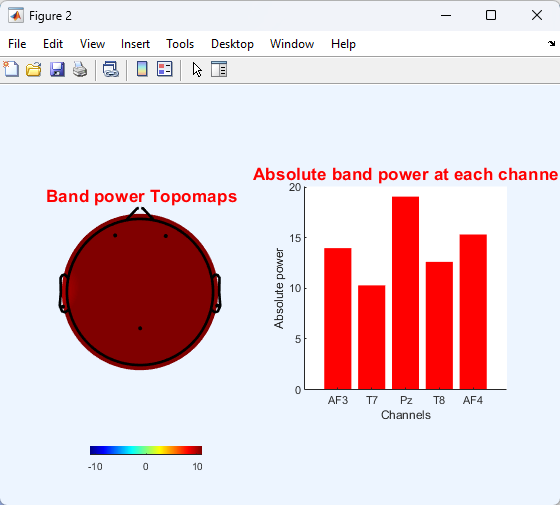 Figure 2
File Edit View Insert Tools Desktop Window Help
Band power Topomaps
-10 0 10
Absolute band power at each channe
20
15
10
5
0
Absolute power
AF3 T7 Pz T8 AF4
Channels